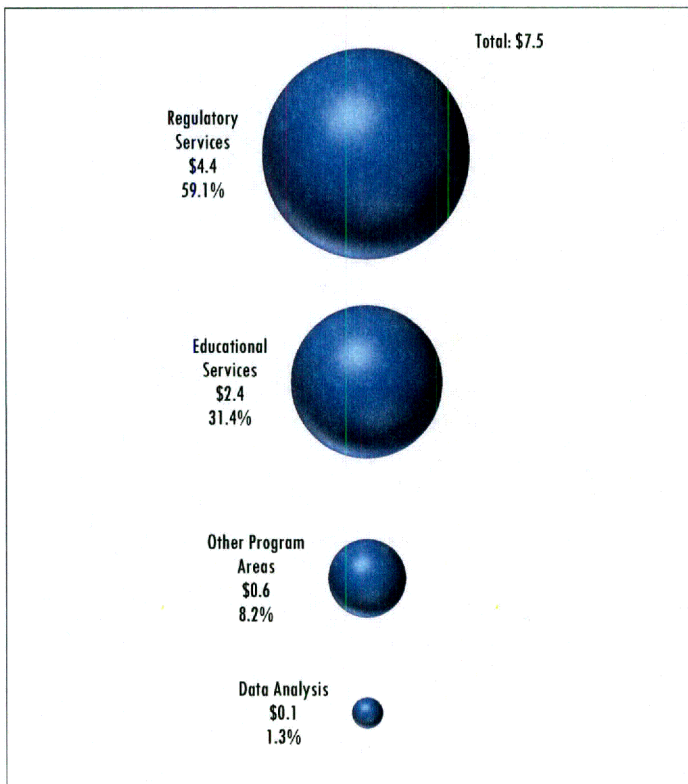 Total: $7.5
Regulatory
Services
$4.4
59.1%
Educational
Services
$2.4
31.4%
Other Program
Areas
$0.6
8.2%
Data Analysis
$0.1
1.3%